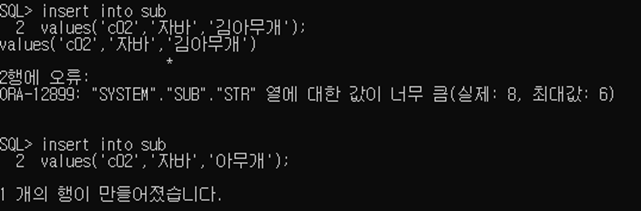 SQL> insert into sub
2 values('c02','자바','김아무개');
values('c02','자바','김아무개')
*
2행에 오류:
ORA-12899: "SYSTEM"."SUB"."STR" 열에 대한 값이 너무 큼(실제: 8, 최대값: 6)
SQL> insert into sub
2 values('c02','자바','아무개');
1 개의 행이 만들어졌습니다.